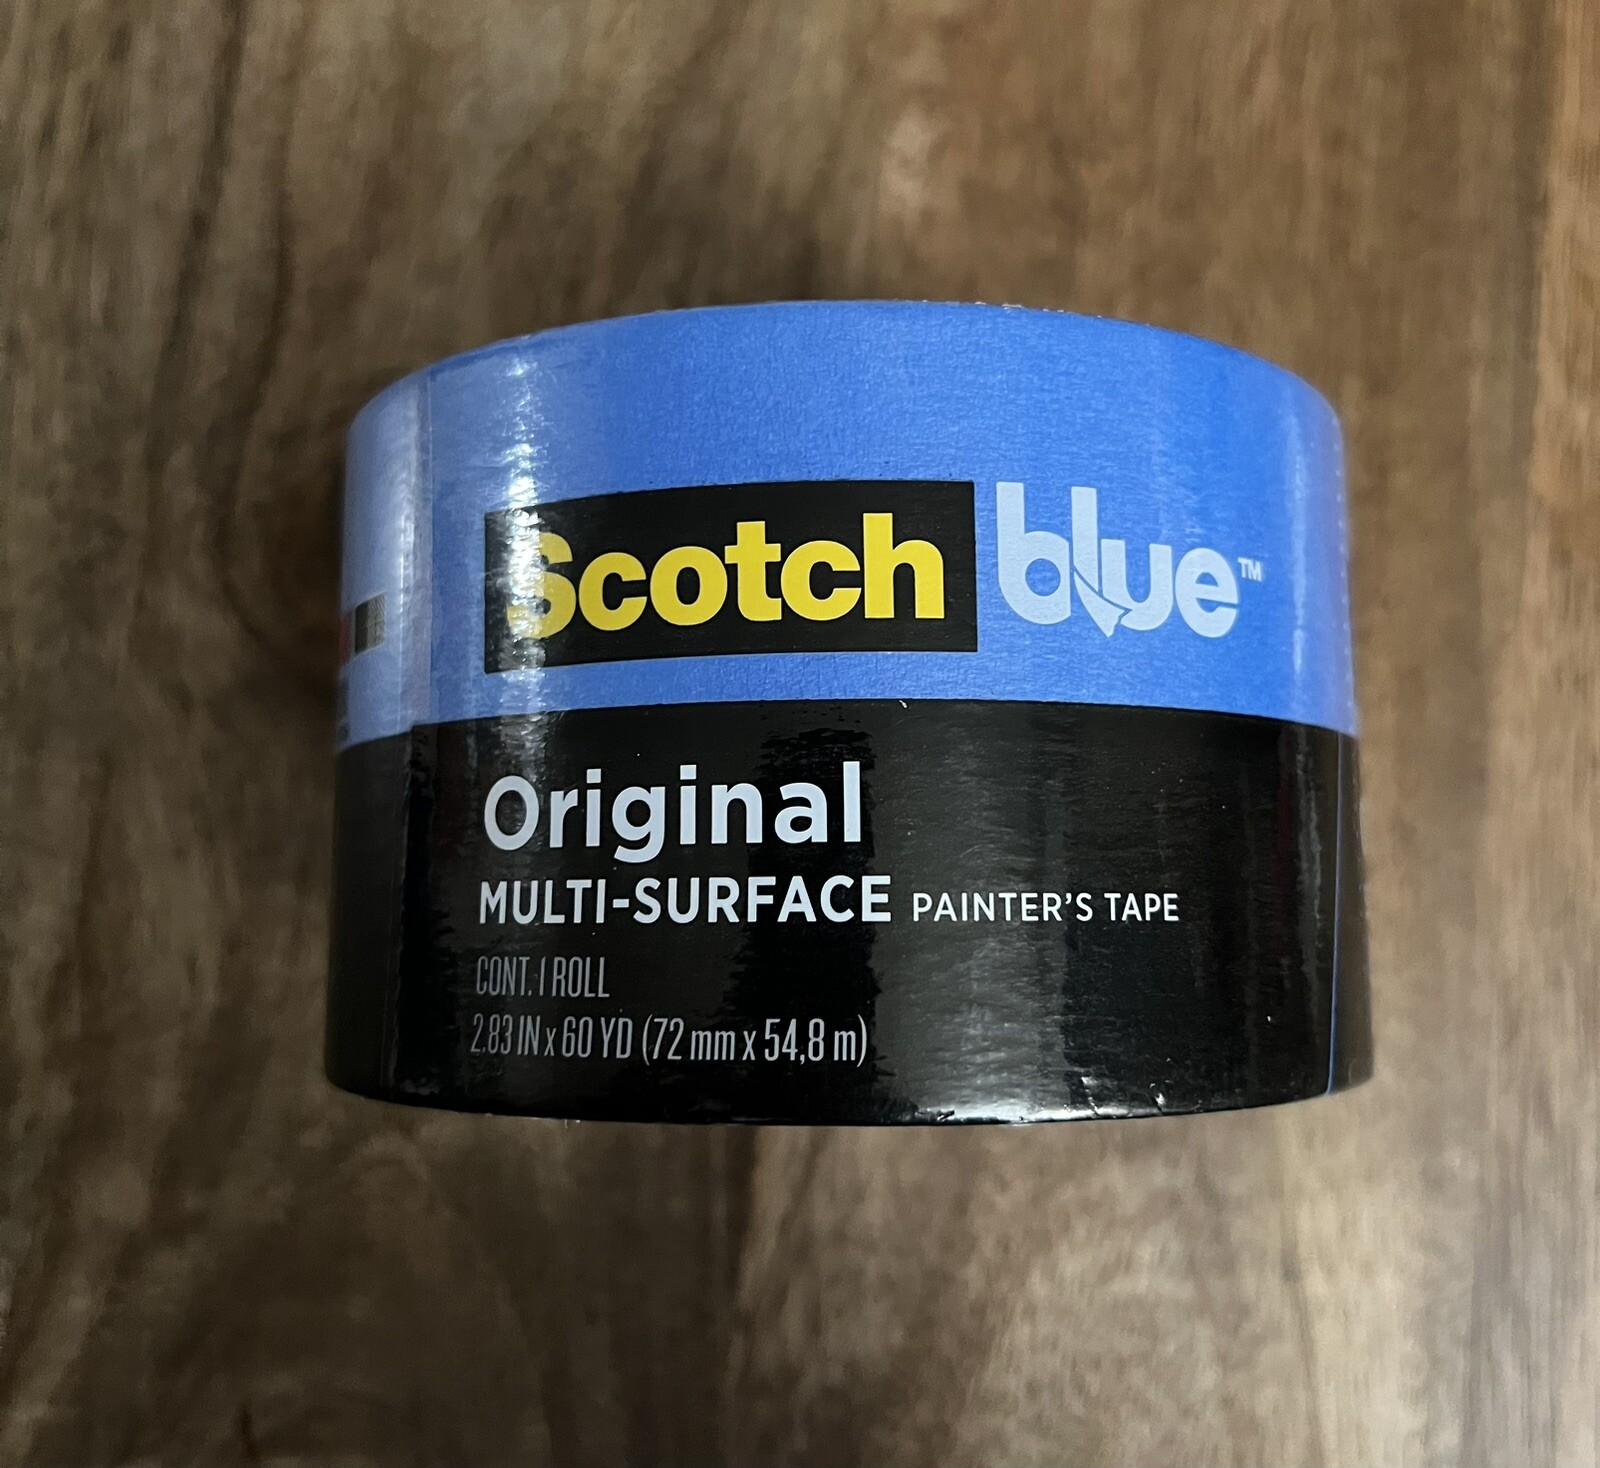 Scotch blue™
Original
MULTI-SURFACE PAINTER'S TAPE
CONT. 1 ROLL
2.83 IN x 60 YD (72 mm x 54,8 m)